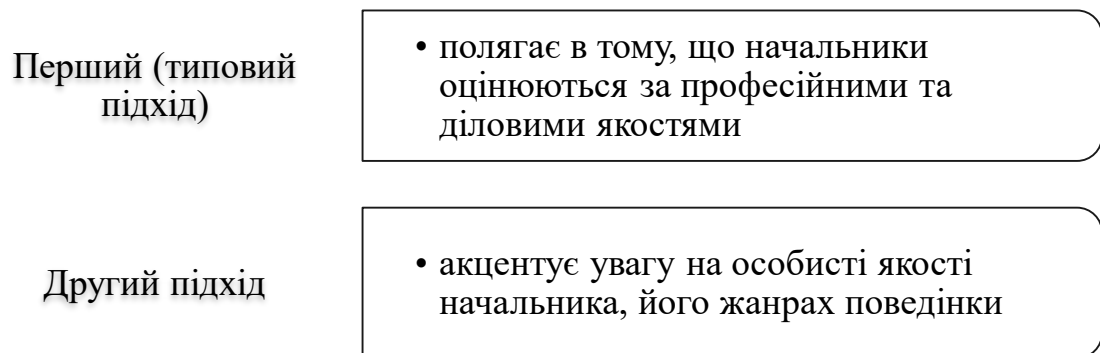 Перший (типовий
підхід)
• полягає в тому, що начальники
оцінюються за професійними та
діловими якостями
Другий підхід
• акцентує увагу на особисті якості
начальника, його жанрах поведінки